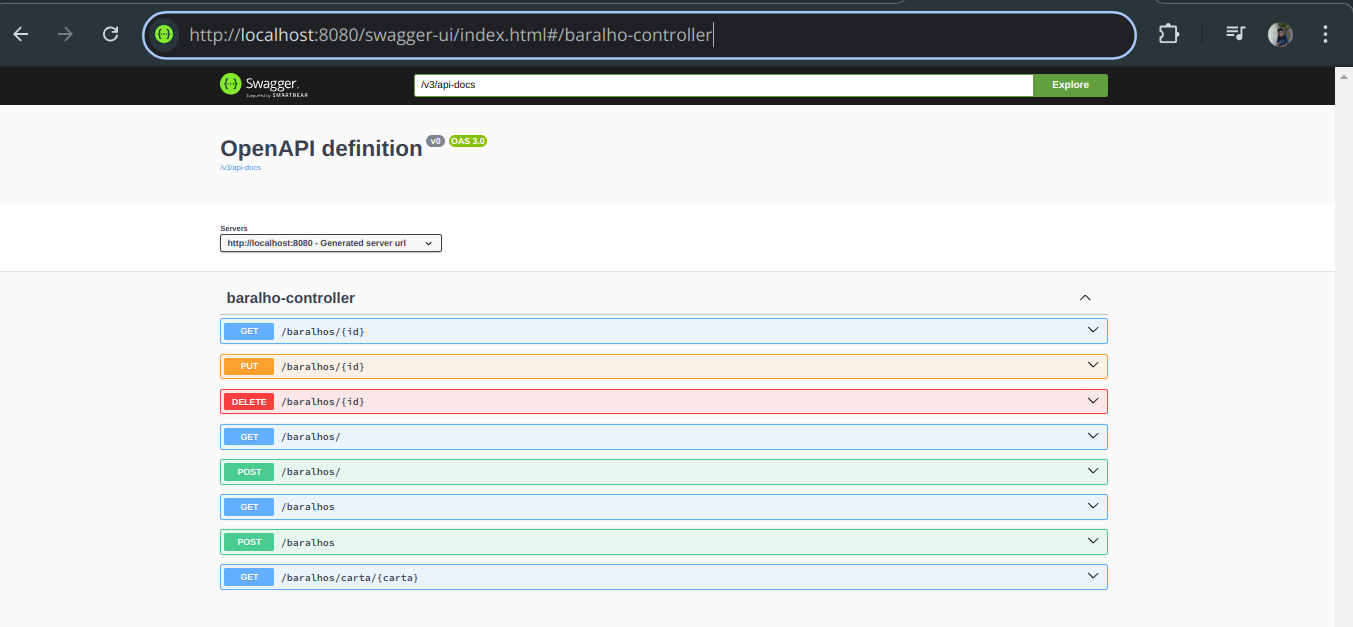 http://localhost:8080/swagger-ui/index.html#/baralho-controller
Swagger.
Supported by SMARTBEAR
/v3/api-docs
Explore
OpenAPI definition v0 OAS 3.0
/v3/api-docs
Servers
http://localhost:8080 - Generated server url
baralho-controller
GET /baralhos/{id}
PUT /baralhos/{id}
DELETE /baralhos/{id}
GET /baralhos/
POST /baralhos/
GET /baralhos
POST /baralhos
GET /baralhos/carta/{carta}